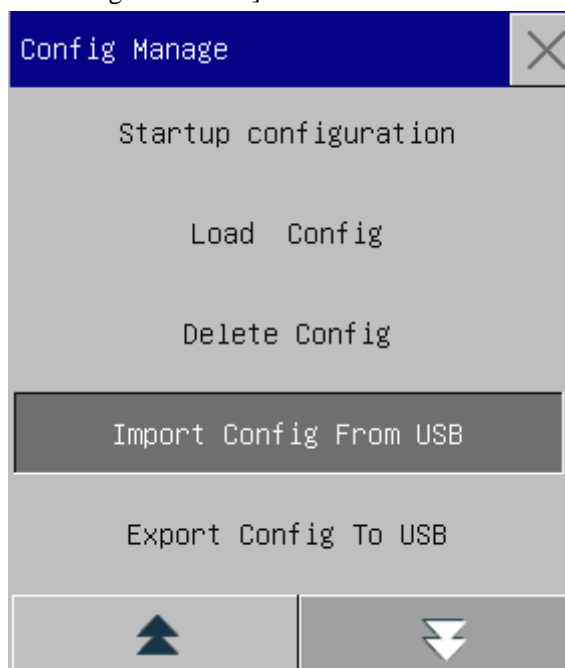 Config Manage
Startup configuration
Load Config
Delete Config
Import Config From USB
Export Config To USB